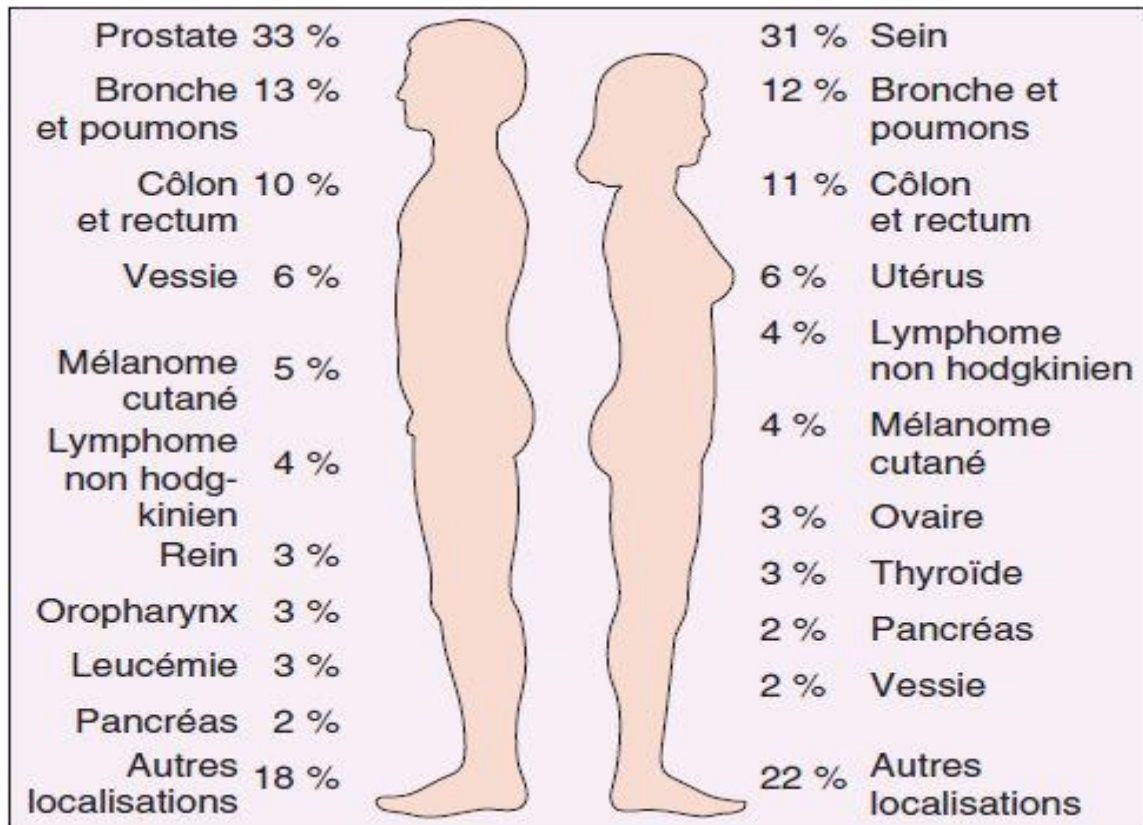 Prostate 33 %
Bronche 13 %
et poumons
Côlon 10 %
et rectum
Vessie 6 %
Mélanome 5 %
cutané
Lymphome
non hodg- 4 %
kinien
Rein 3 %
Oropharynx 3 %
Leucémie 3 %
Pancréas 2 %
Autres 18 %
localisations
31 % Sein
12 % Bronche et
poumons
11 % Côlon
et rectum
6 % Utérus
4 % Lymphome
non hodgkinien
4 % Mélanome
cutané
3 % Ovaire
3 % Thyroïde
2 % Pancréas
2 % Vessie
22 % Autres
localisations